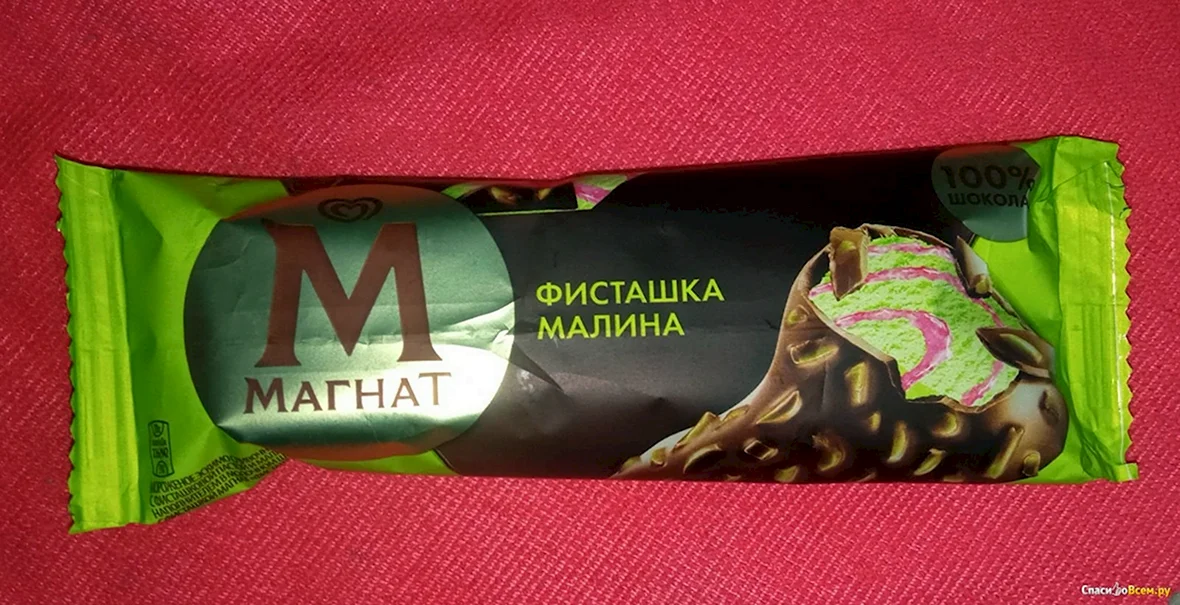 М
МАГНАТ
ФИСТАШКА
МАЛИНА
100%
ШОКОЛА
СпасибоВсем.ру